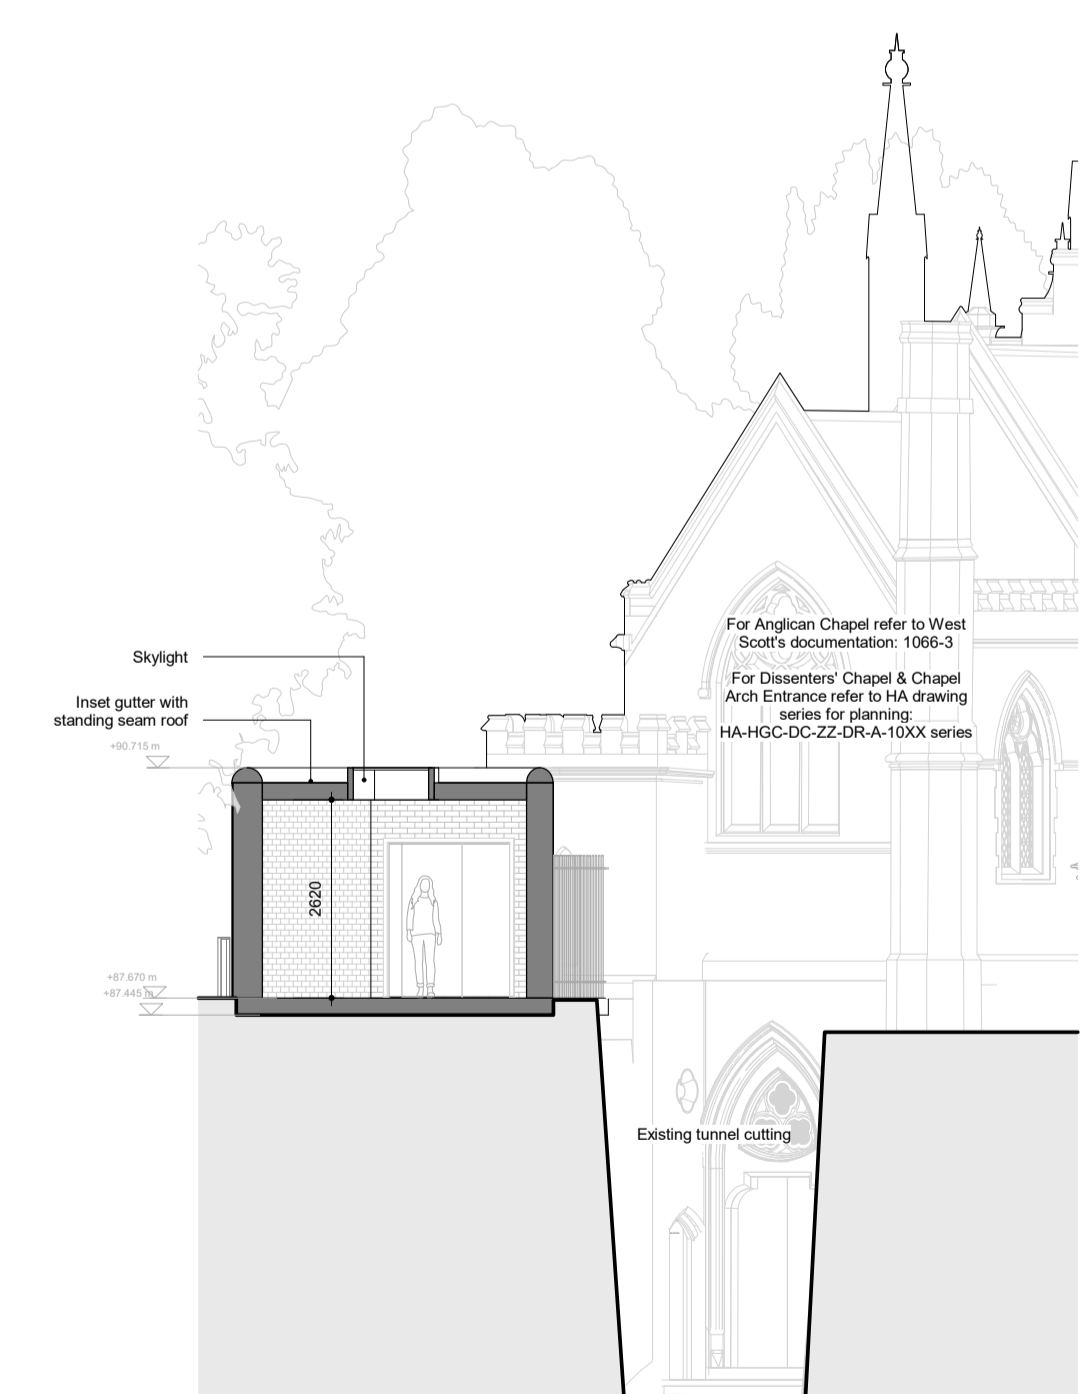 For Anglican Chapel refer to West
Scott's documentation: 1066-3
For Dissenters' Chapel & Chapel
Arch Entrance refer to HA drawing
series for planning:
HA-HGC-DC-ZZ-DR-A-10XX series
Skylight
Inset gutter with
standing seam roof
+90.715 m
2620
+87.670 m
+87.445 m
Existing tunnel cutting